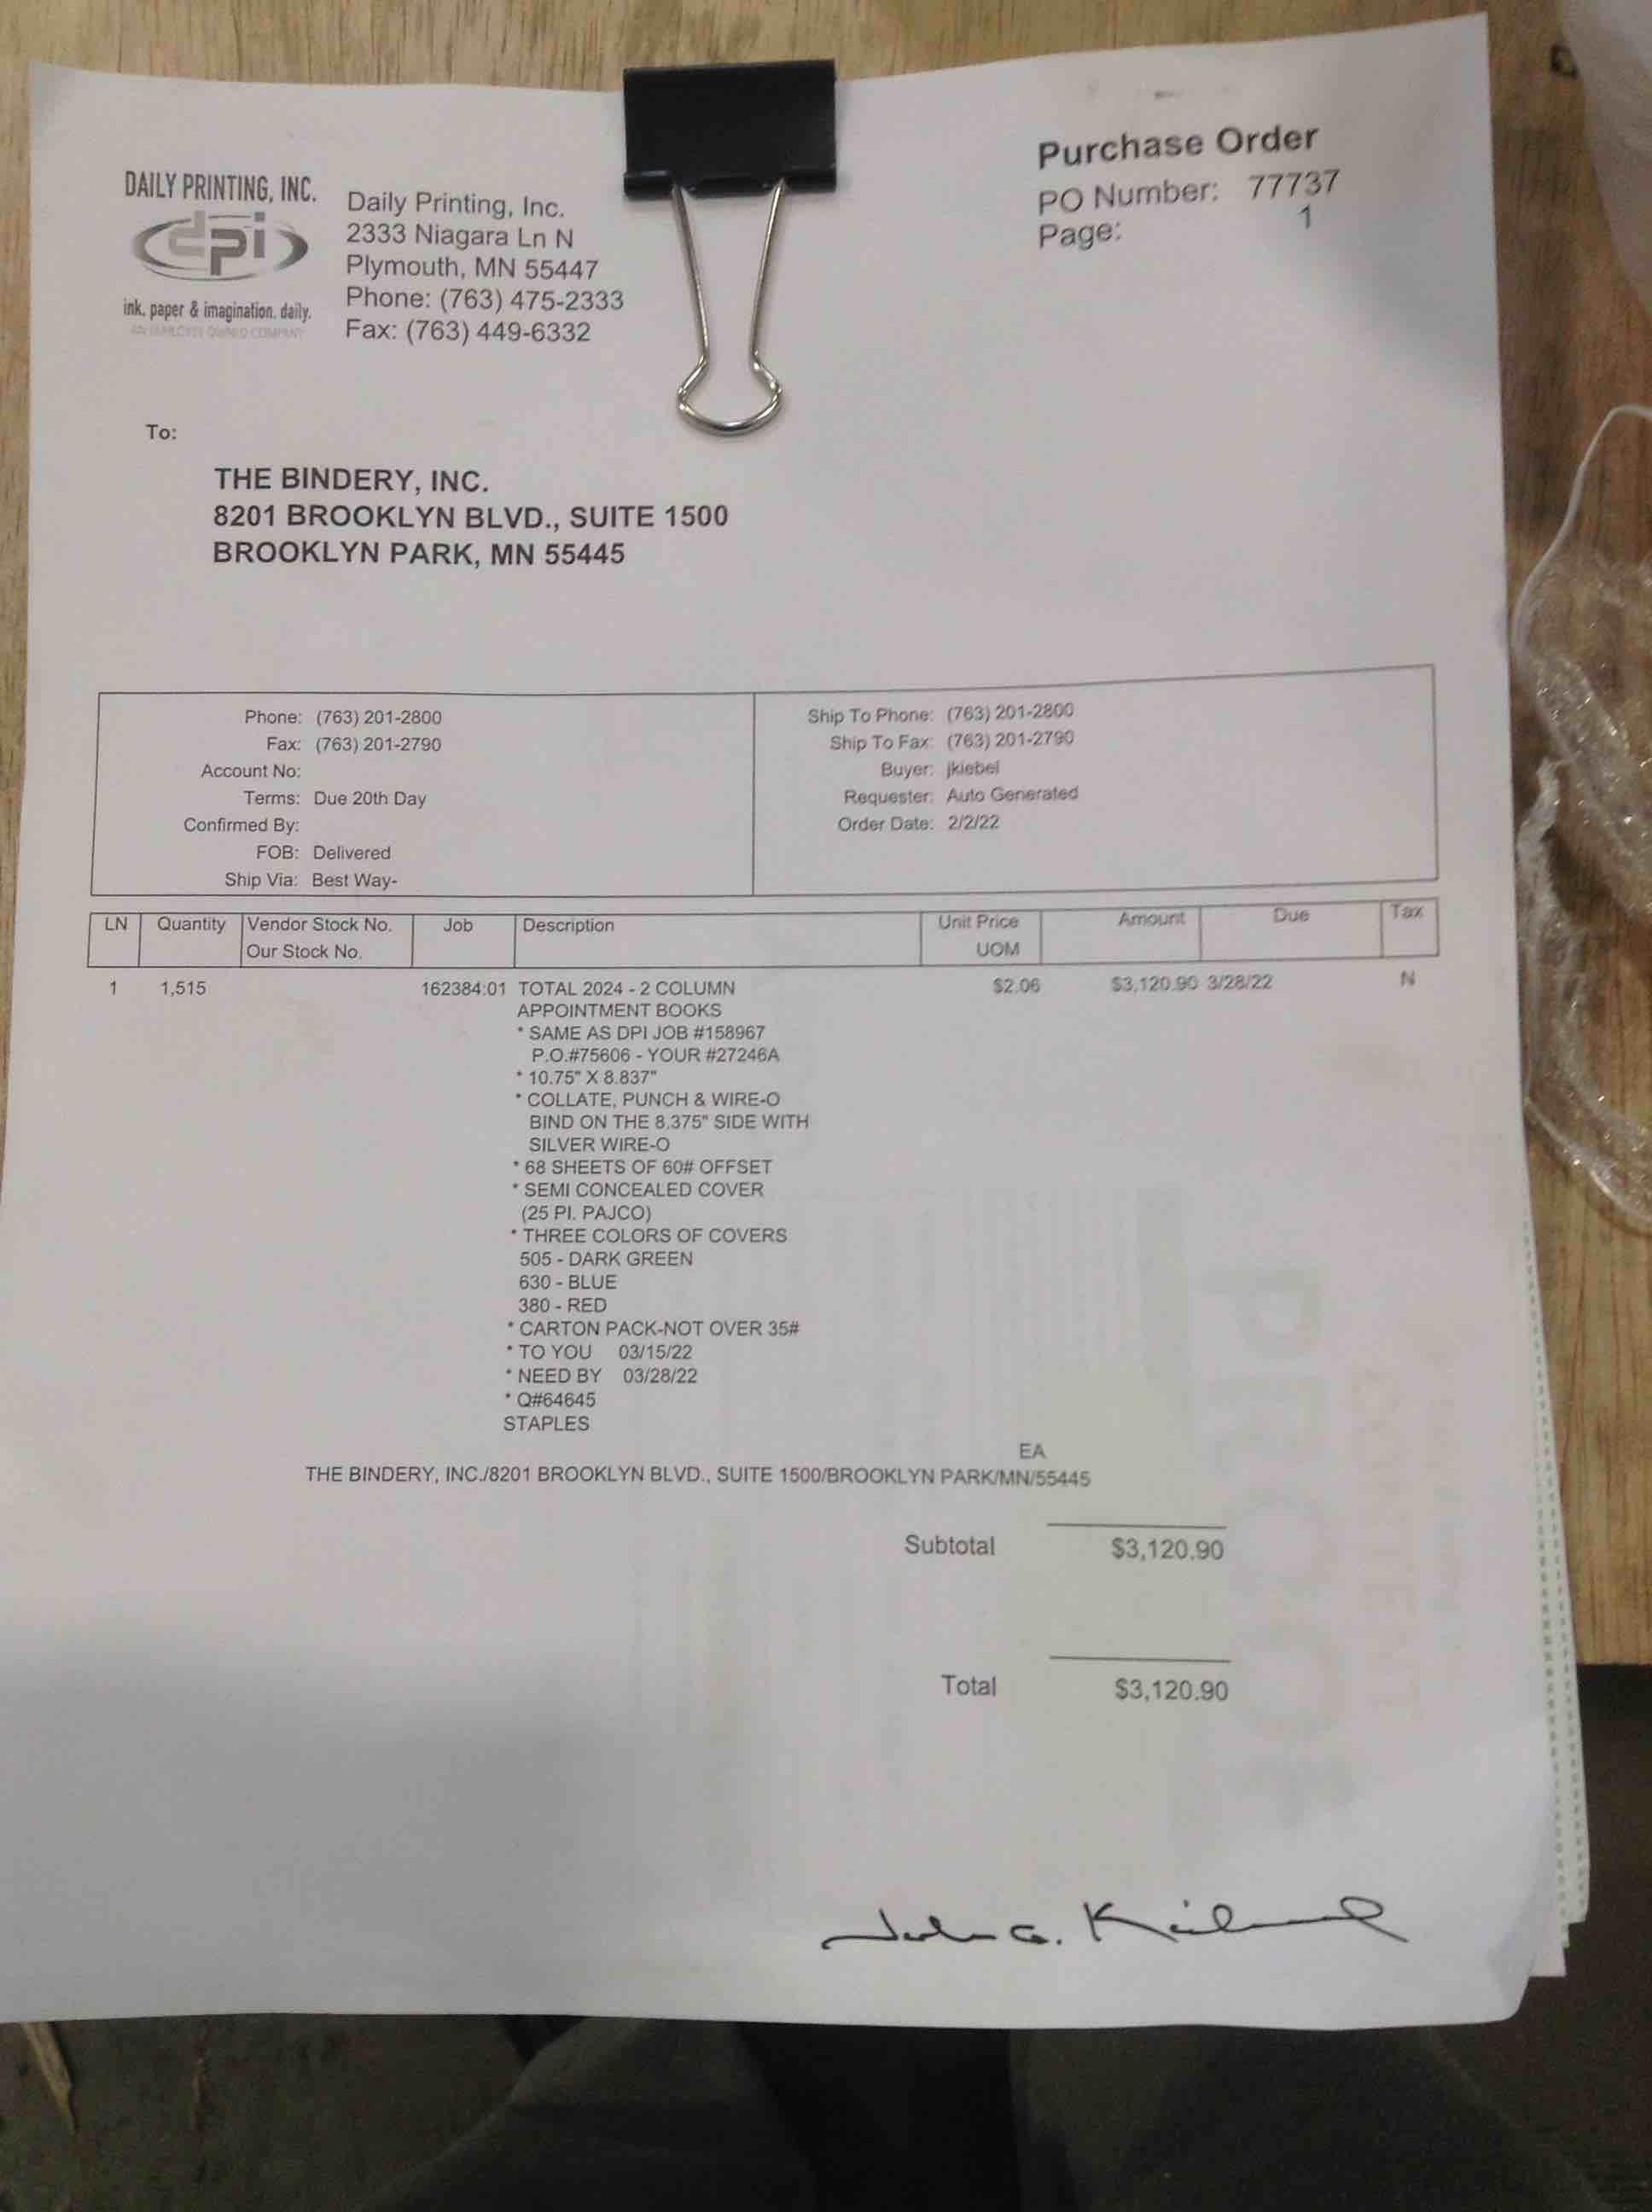 DAILY PRINTING, INC.
dpi
ink, paper & imagination. daily.
AN EMPLOYEE OWNED COMPANY
Daily Printing, Inc.
2333 Niagara Ln N
Plymouth, MN 55447
Phone: (763) 475-2333
Fax: (763) 449-6332
Purchase Order
PO Number: 77737
Page: 1
To:
THE BINDERY, INC.
8201 BROOKLYN BLVD., SUITE 1500
BROOKLYN PARK, MN 55445
Phone: (763) 201-2800
Fax: (763) 201-2790
Account No:
Terms: Due 20th Day
Confirmed By:
FOB: Delivered
Ship Via: Best Way-
Ship To Phone: (763) 201-2800
Ship To Fax: (763) 201-2790
Buyer: jkiebel
Requester: Auto Generated
Order Date: 2/2/22
LN Quantity Vendor Stock No. Job Description Unit Price Amount Due Tax
Our Stock No. UOM
1 1,515 162384:01 TOTAL 2024 - 2 COLUMN $2.06 $3,120.90 3/28/22 N
APPOINTMENT BOOKS
* SAME AS DPI JOB #158967
P.O.#75606 - YOUR #27246A
* 10.75" X 8.837"
* COLLATE, PUNCH & WIRE-O
BIND ON THE 8.375" SIDE WITH
SILVER WIRE-O
* 68 SHEETS OF 60# OFFSET
* SEMI CONCEALED COVER
(25 PI. PAJCO)
* THREE COLORS OF COVERS
505 - DARK GREEN
630 - BLUE
380 - RED
* CARTON PACK-NOT OVER 35#
* TO YOU 03/15/22
* NEED BY 03/28/22
* Q#64645
STAPLES
EA
THE BINDERY, INC./8201 BROOKLYN BLVD., SUITE 1500/BROOKLYN PARK/MN/55445
Subtotal $3,120.90
Total $3,120.90